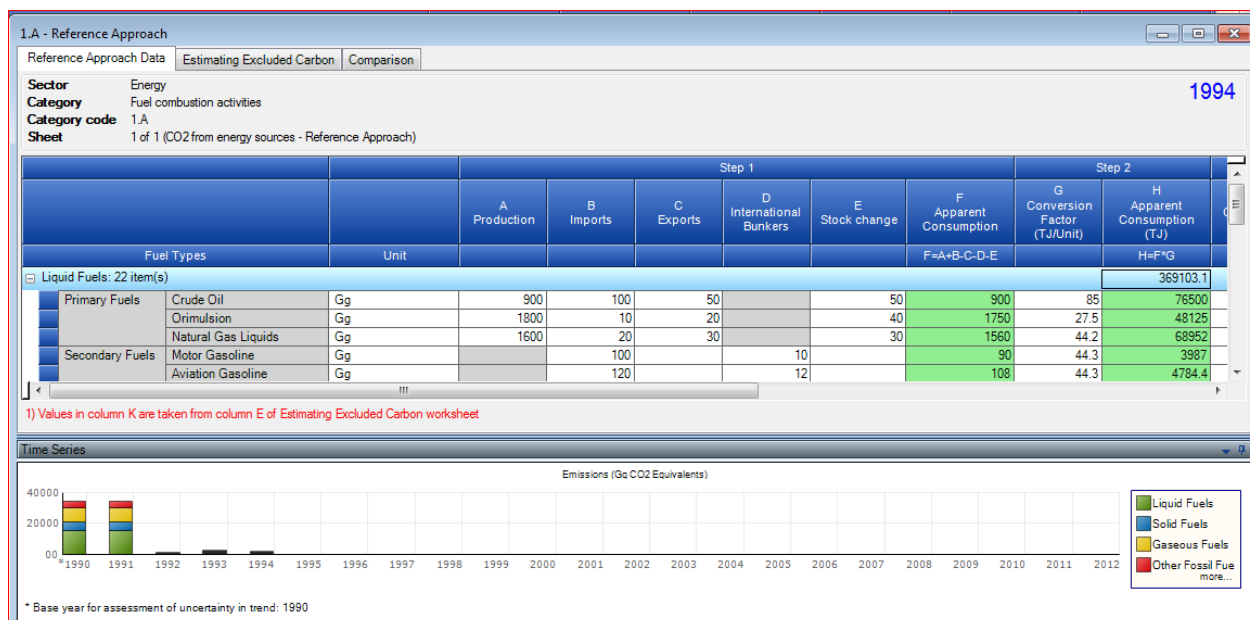 1.A - Reference Approach
Reference Approach Data Estimating Excluded Carbon Comparison
Sector Energy
1994
Category Fuel combustion activities
Category code 1.A
Sheet 1 of 1 (CO2 from energy sources - Reference Approach)
Step 1 Step 2
A Production B Imports C Exports D International Bunkers E Stock change F Apparent Consumption G Conversion Factor (TJ/Unit) H Apparent Consumption (TJ)
Fuel Types Unit F=A+B-C-D-E H=F*G
Liquid Fuels: 22 item(s) 369103.1
Primary Fuels Crude Oil Gg 900 100 50 50 900 85 76500
Orimulsion Gg 1800 10 20 40 1750 27.5 48125
Natural Gas Liquids Gg 1600 20 30 30 1560 44.2 68952
Secondary Fuels Motor Gasoline Gg 100 10 90 44.3 3987
Aviation Gasoline Gg 120 12 108 44.3 4784.4
1) Values in column K are taken from column E of Estimating Excluded Carbon worksheet
Time Series
Emissions (Gg CO2 Equivalents)
40000
20000
00
*1990 1991 1992 1993 1994 1995 1996 1997 1998 1999 2000 2001 2002 2003 2004 2005 2006 2007 2008 2009 2010 2011 2012
Liquid Fuels
Solid Fuels
Gaseous Fuels
Other Fossil Fue
more...
* Base year for assessment of uncertainty in trend: 1990